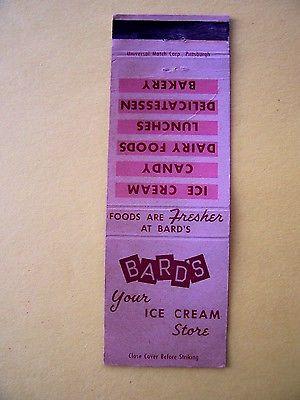 Universal Match Corp., Pittsburgh
BAKERY
DELICATESSEN
LUNCHES
DAIRY FOODS
CANDY
ICE CREAM
FOODS ARE Fresher
AT BARD'S
BARD'S
Your
ICE CREAM
Store
Close Cover Before Striking